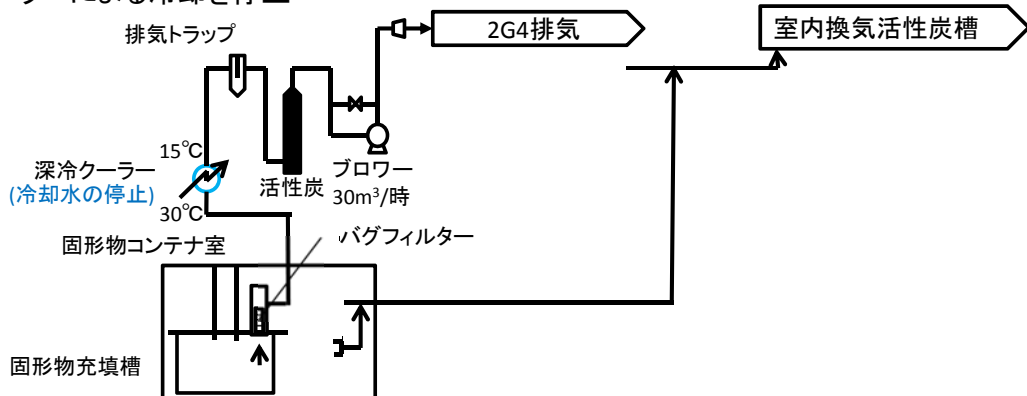 2G4排気
室内換気活性炭槽
排気トラップ
15℃
深冷クーラー
(冷却水の停止)
30℃
活性炭
ブロワー
30m³/時
固形物コンテナ室
バグフィルター
固形物充填槽